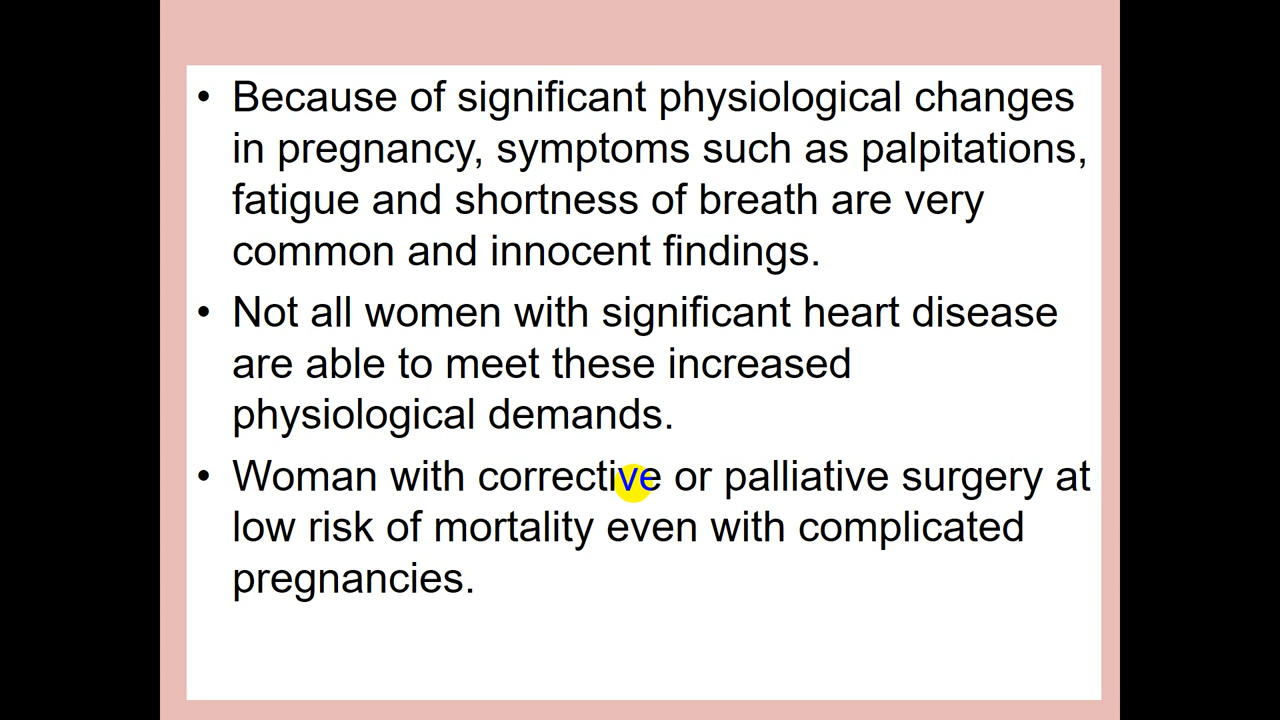 • Because of significant physiological changes
in pregnancy, symptoms such as palpitations,
fatigue and shortness of breath are very
common and innocent findings.
• Not all women with significant heart disease
are able to meet these increased
physiological demands.
• Woman with corrective or palliative surgery at
low risk of mortality even with complicated
pregnancies.